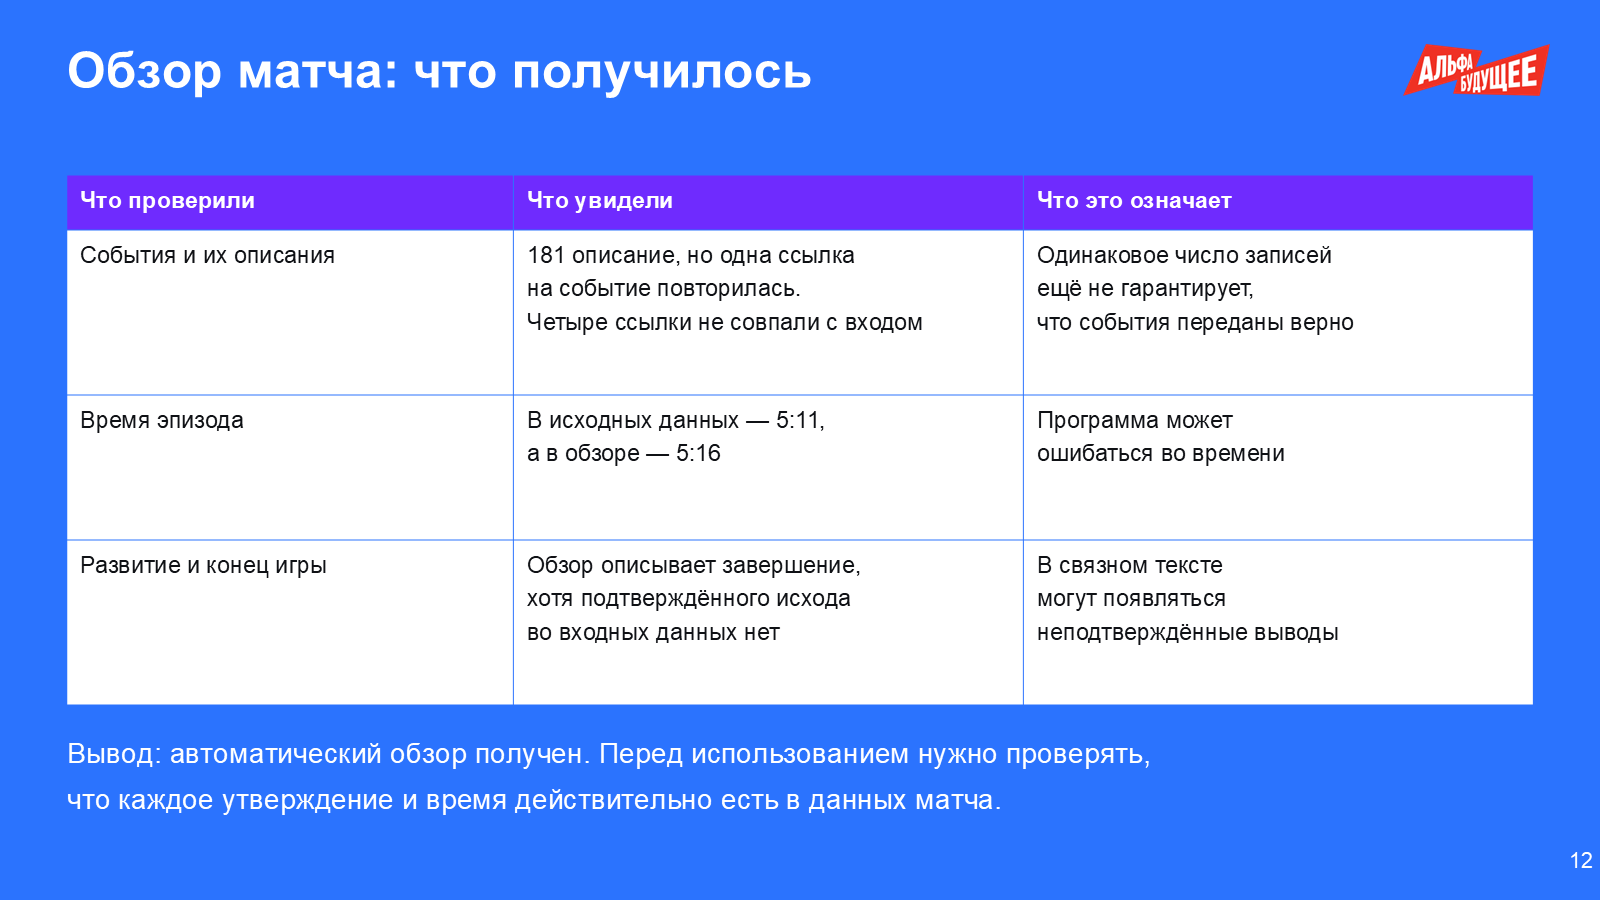 Обзор матча: что получилось
АЛЬФА
БУДУЩЕЕ
Что проверили
Что увидели
Что это означает
События и их описания
181 описание, но одна ссылка
на событие повторилась.
Четыре ссылки не совпали с входом
Одинаковое число записей
ещё не гарантирует,
что события переданы верно
Время эпизода
В исходных данных — 5:11,
а в обзоре — 5:16
Программа может
ошибаться во времени
Развитие и конец игры
Обзор описывает завершение,
хотя подтверждённого исхода
во входных данных нет
В связном тексте
могут появляться
неподтверждённые выводы
Вывод: автоматический обзор получен. Перед использованием нужно проверять,
что каждое утверждение и время действительно есть в данных матча.
12